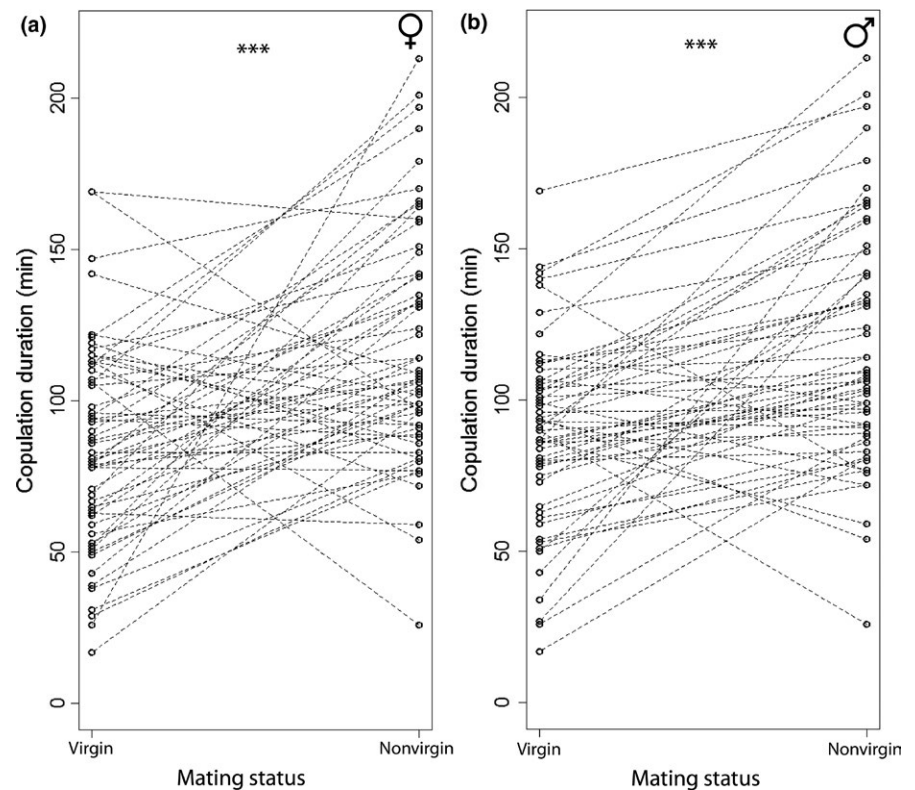 (a)
***
♀
Copulation duration (min)
200
150
100
50
0
Virgin
Nonvirgin
Mating status
(b)
***
♂
Copulation duration (min)
200
150
100
50
0
Virgin
Nonvirgin
Mating status